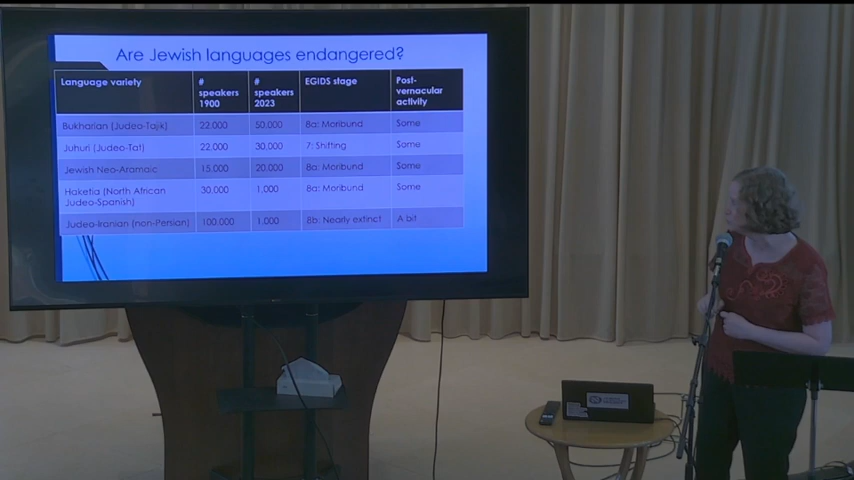 Are Jewish languages endangered?
Language variety
# speakers 1900
# speakers 2023
EGIDS stage
Post-vernacular activity
Bukharian (Judeo-Tajik) 22,000 50,000 8a: Moribund Some
Juhuri (Judeo-Tat) 22,000 30,000 7: Shifting Some
Jewish Neo-Aramaic 15,000 20,000 8a: Moribund Some
Haketia (North African Judeo-Spanish) 30,000 1,000 8a: Moribund Some
Judeo-Iranian (non-Persian) 100,000 1,000 8b: Nearly extinct A bit